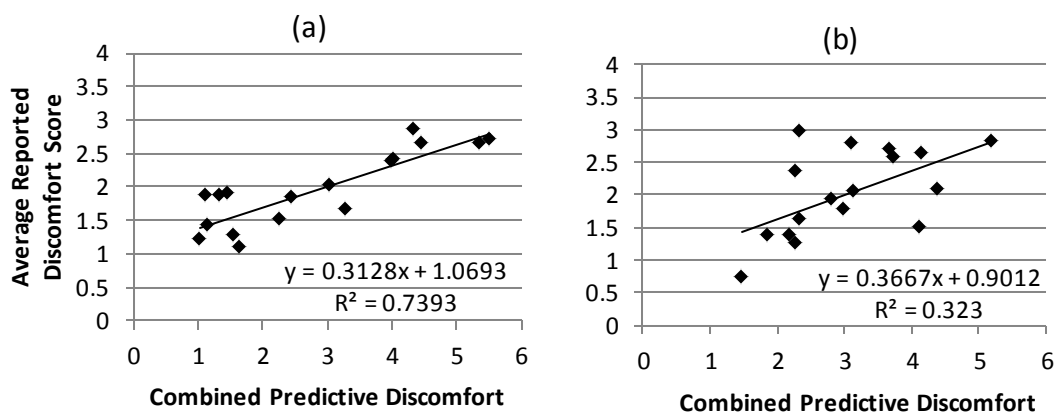 (a)
4
3.5
3
2.5
2
1.5
1
0.5
0
0 1 2 3 4 5 6
Average Reported
Discomfort Score
y = 0.3128x + 1.0693
R² = 0.7393
Combined Predictive Discomfort
(b)
4
3.5
3
2.5
2
1.5
1
0.5
0
0 1 2 3 4 5 6
y = 0.3667x + 0.9012
R² = 0.323
Combined Predictive Discomfort